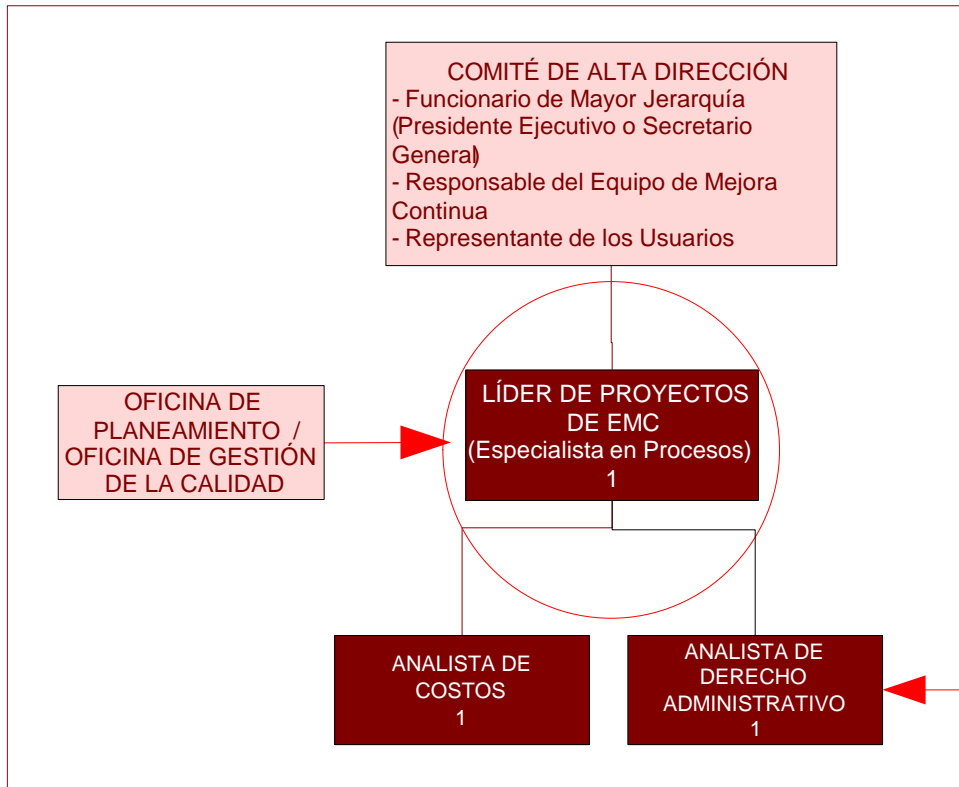 COMITÉ DE ALTA DIRECCIÓN
- Funcionario de Mayor Jerarquía
(Presidente Ejecutivo o Secretario
General)
- Responsable del Equipo de Mejora
Continua
- Representante de los Usuarios
LÍDER DE PROYECTOS
DE EMC
(Especialista en Procesos)
1
OFICINA DE
PLANEAMIENTO /
OFICINA DE GESTIÓN
DE LA CALIDAD
ANALISTA DE
COSTOS
1
ANALISTA DE
DERECHO
ADMINISTRATIVO
1